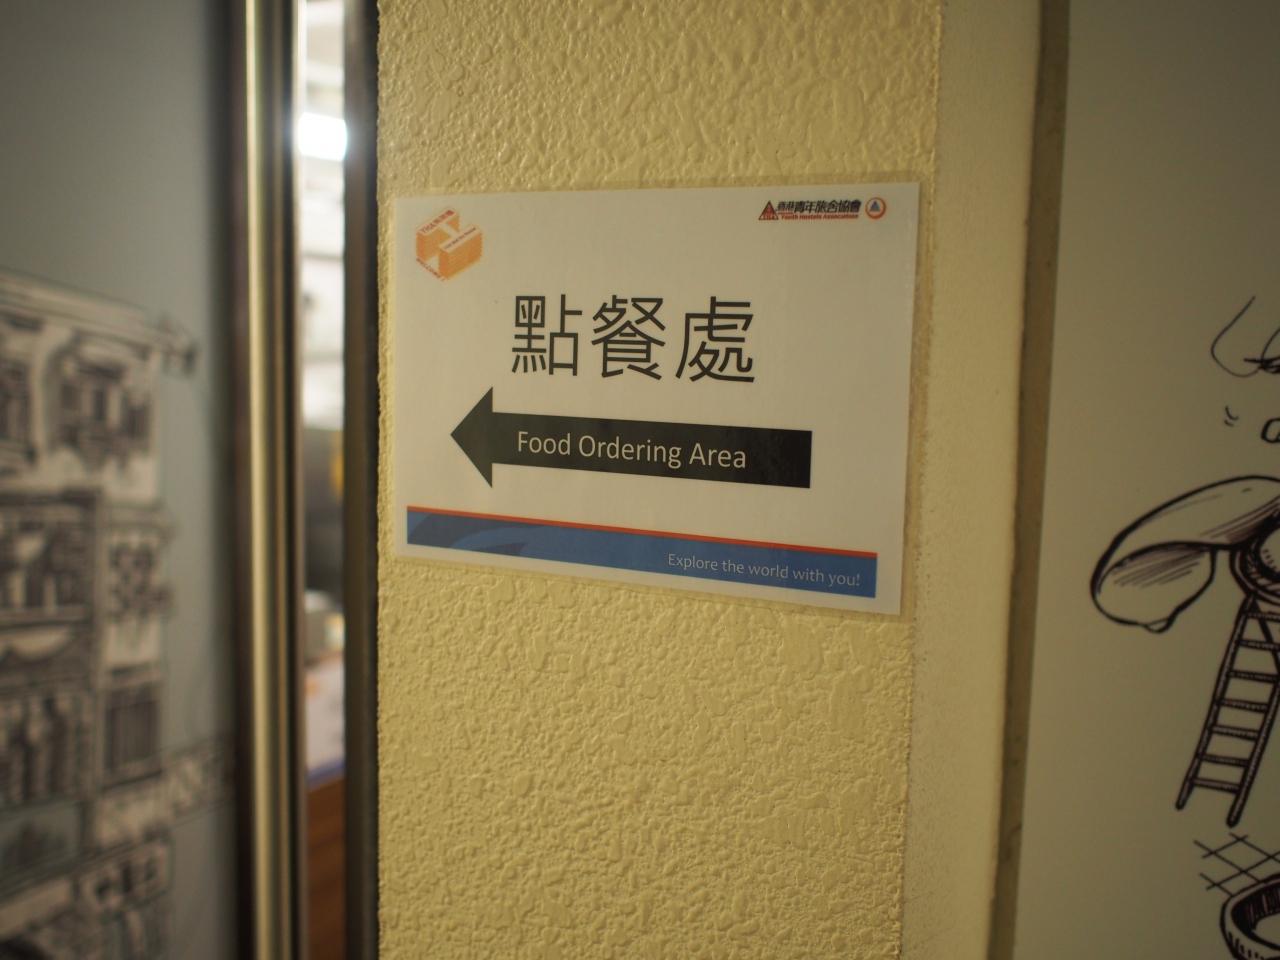 香港青年旅舍協會
Youth Hostels Association
點餐處
Food Ordering Area
Explore the world with you!